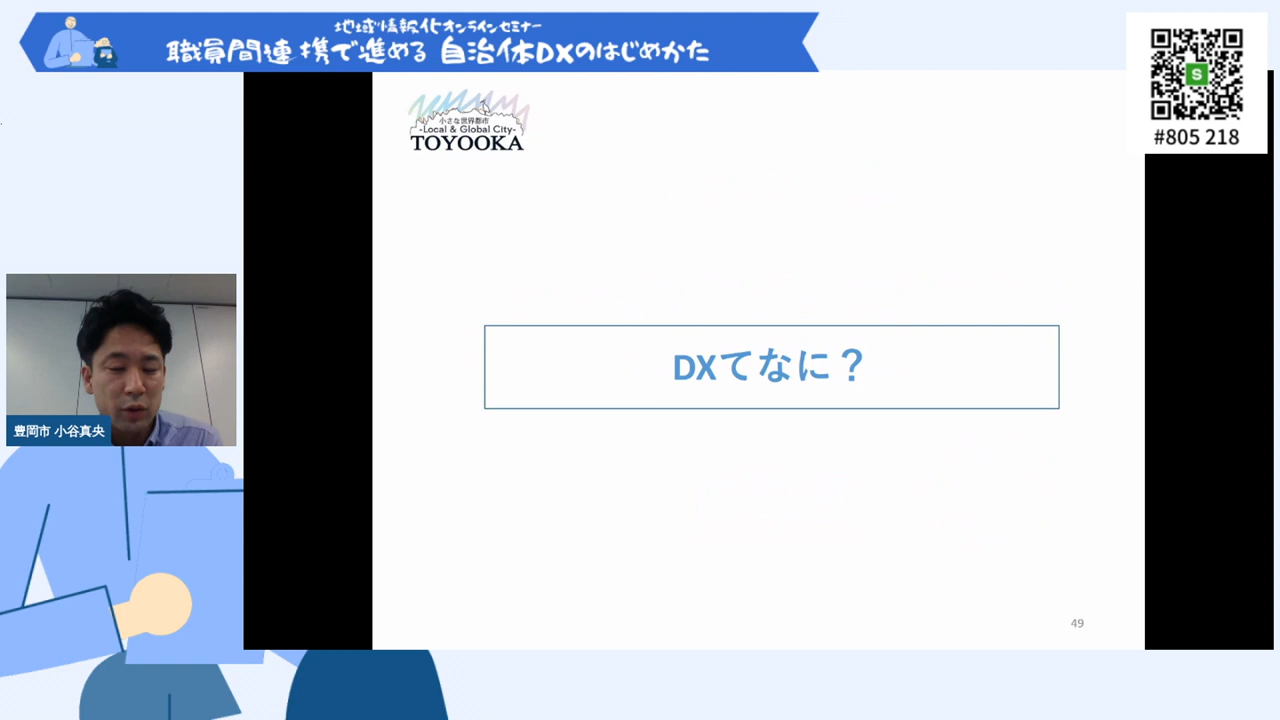 地域情報化オンラインセミナー
職員間連携で進める 自治体DXのはじめかた
S
#805 218
小さな世界都市
-Local & Global City-
TOYOOKA
DXてなに？
豊岡市 小谷真央
49